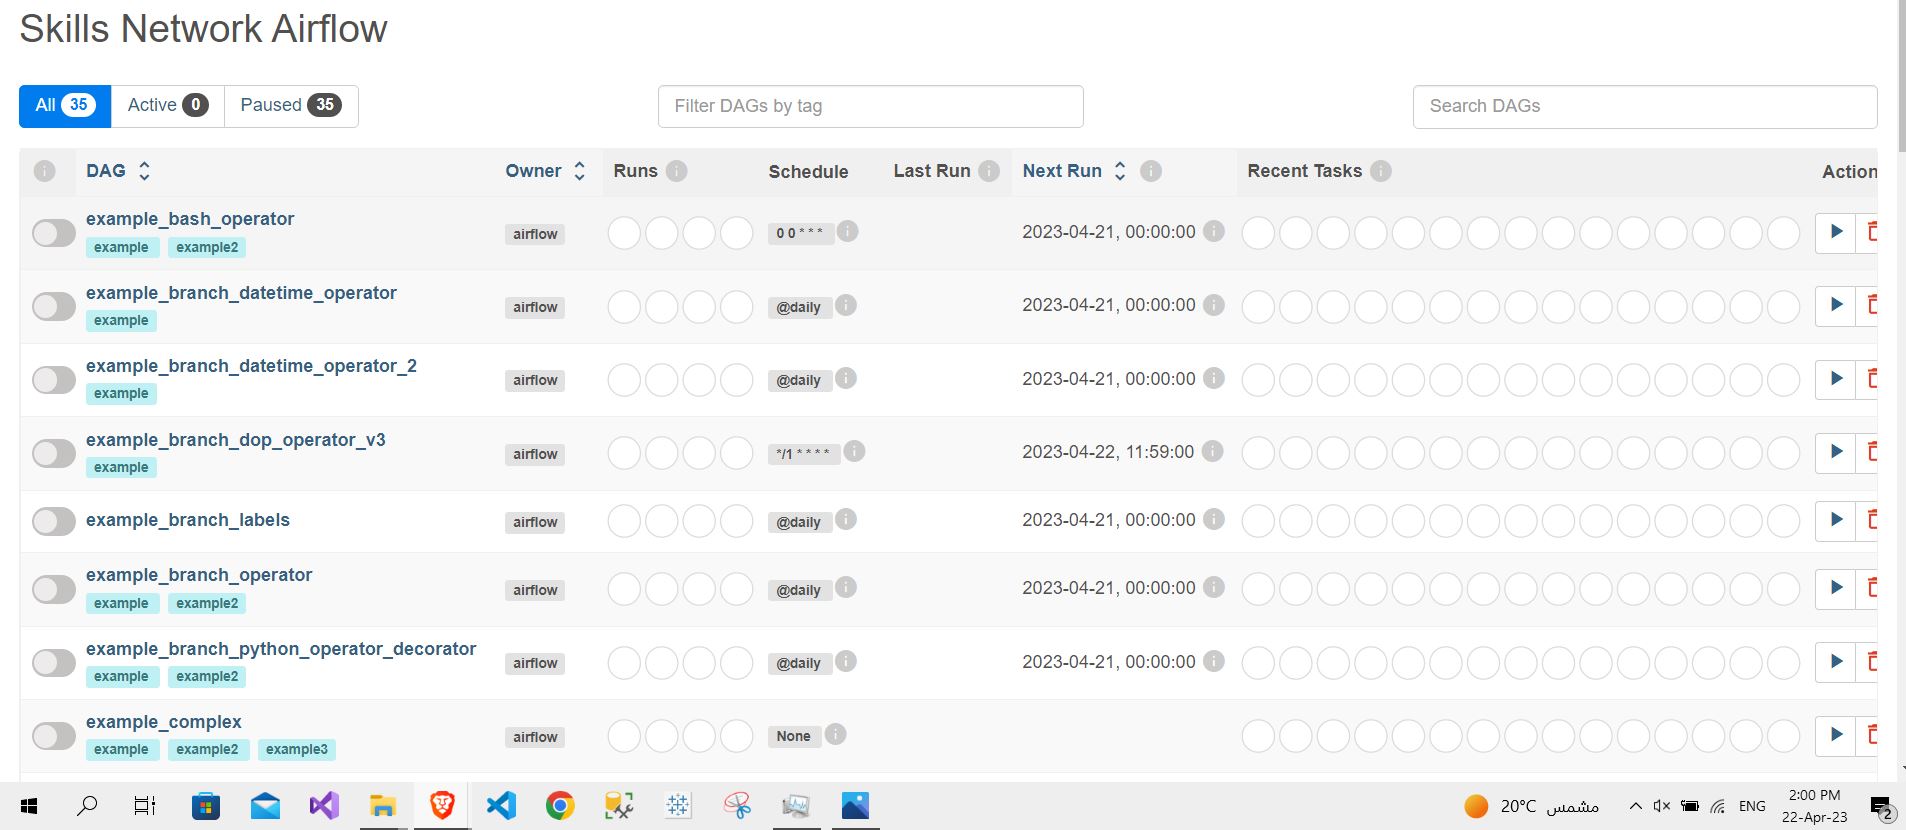 Skills Network Airflow
All 35 Active 0 Paused 35 Filter DAGs by tag Search DAGs
i DAG Owner Runs i Schedule Last Run i Next Run i Recent Tasks i Action
example_bash_operator
example example2 airflow 0 0 * * * i 2023-04-21, 00:00:00 i
example_branch_datetime_operator
example airflow @daily i 2023-04-21, 00:00:00 i
example_branch_datetime_operator_2
example airflow @daily i 2023-04-21, 00:00:00 i
example_branch_dop_operator_v3
example airflow */1 * * * * i 2023-04-22, 11:59:00 i
example_branch_labels airflow @daily i 2023-04-21, 00:00:00 i
example_branch_operator
example example2 airflow @daily i 2023-04-21, 00:00:00 i
example_branch_python_operator_decorator
example example2 airflow @daily i 2023-04-21, 00:00:00 i
example_complex
example example2 example3 airflow None i
20°C مشمس ENG 2:00 PM
22-Apr-23 2